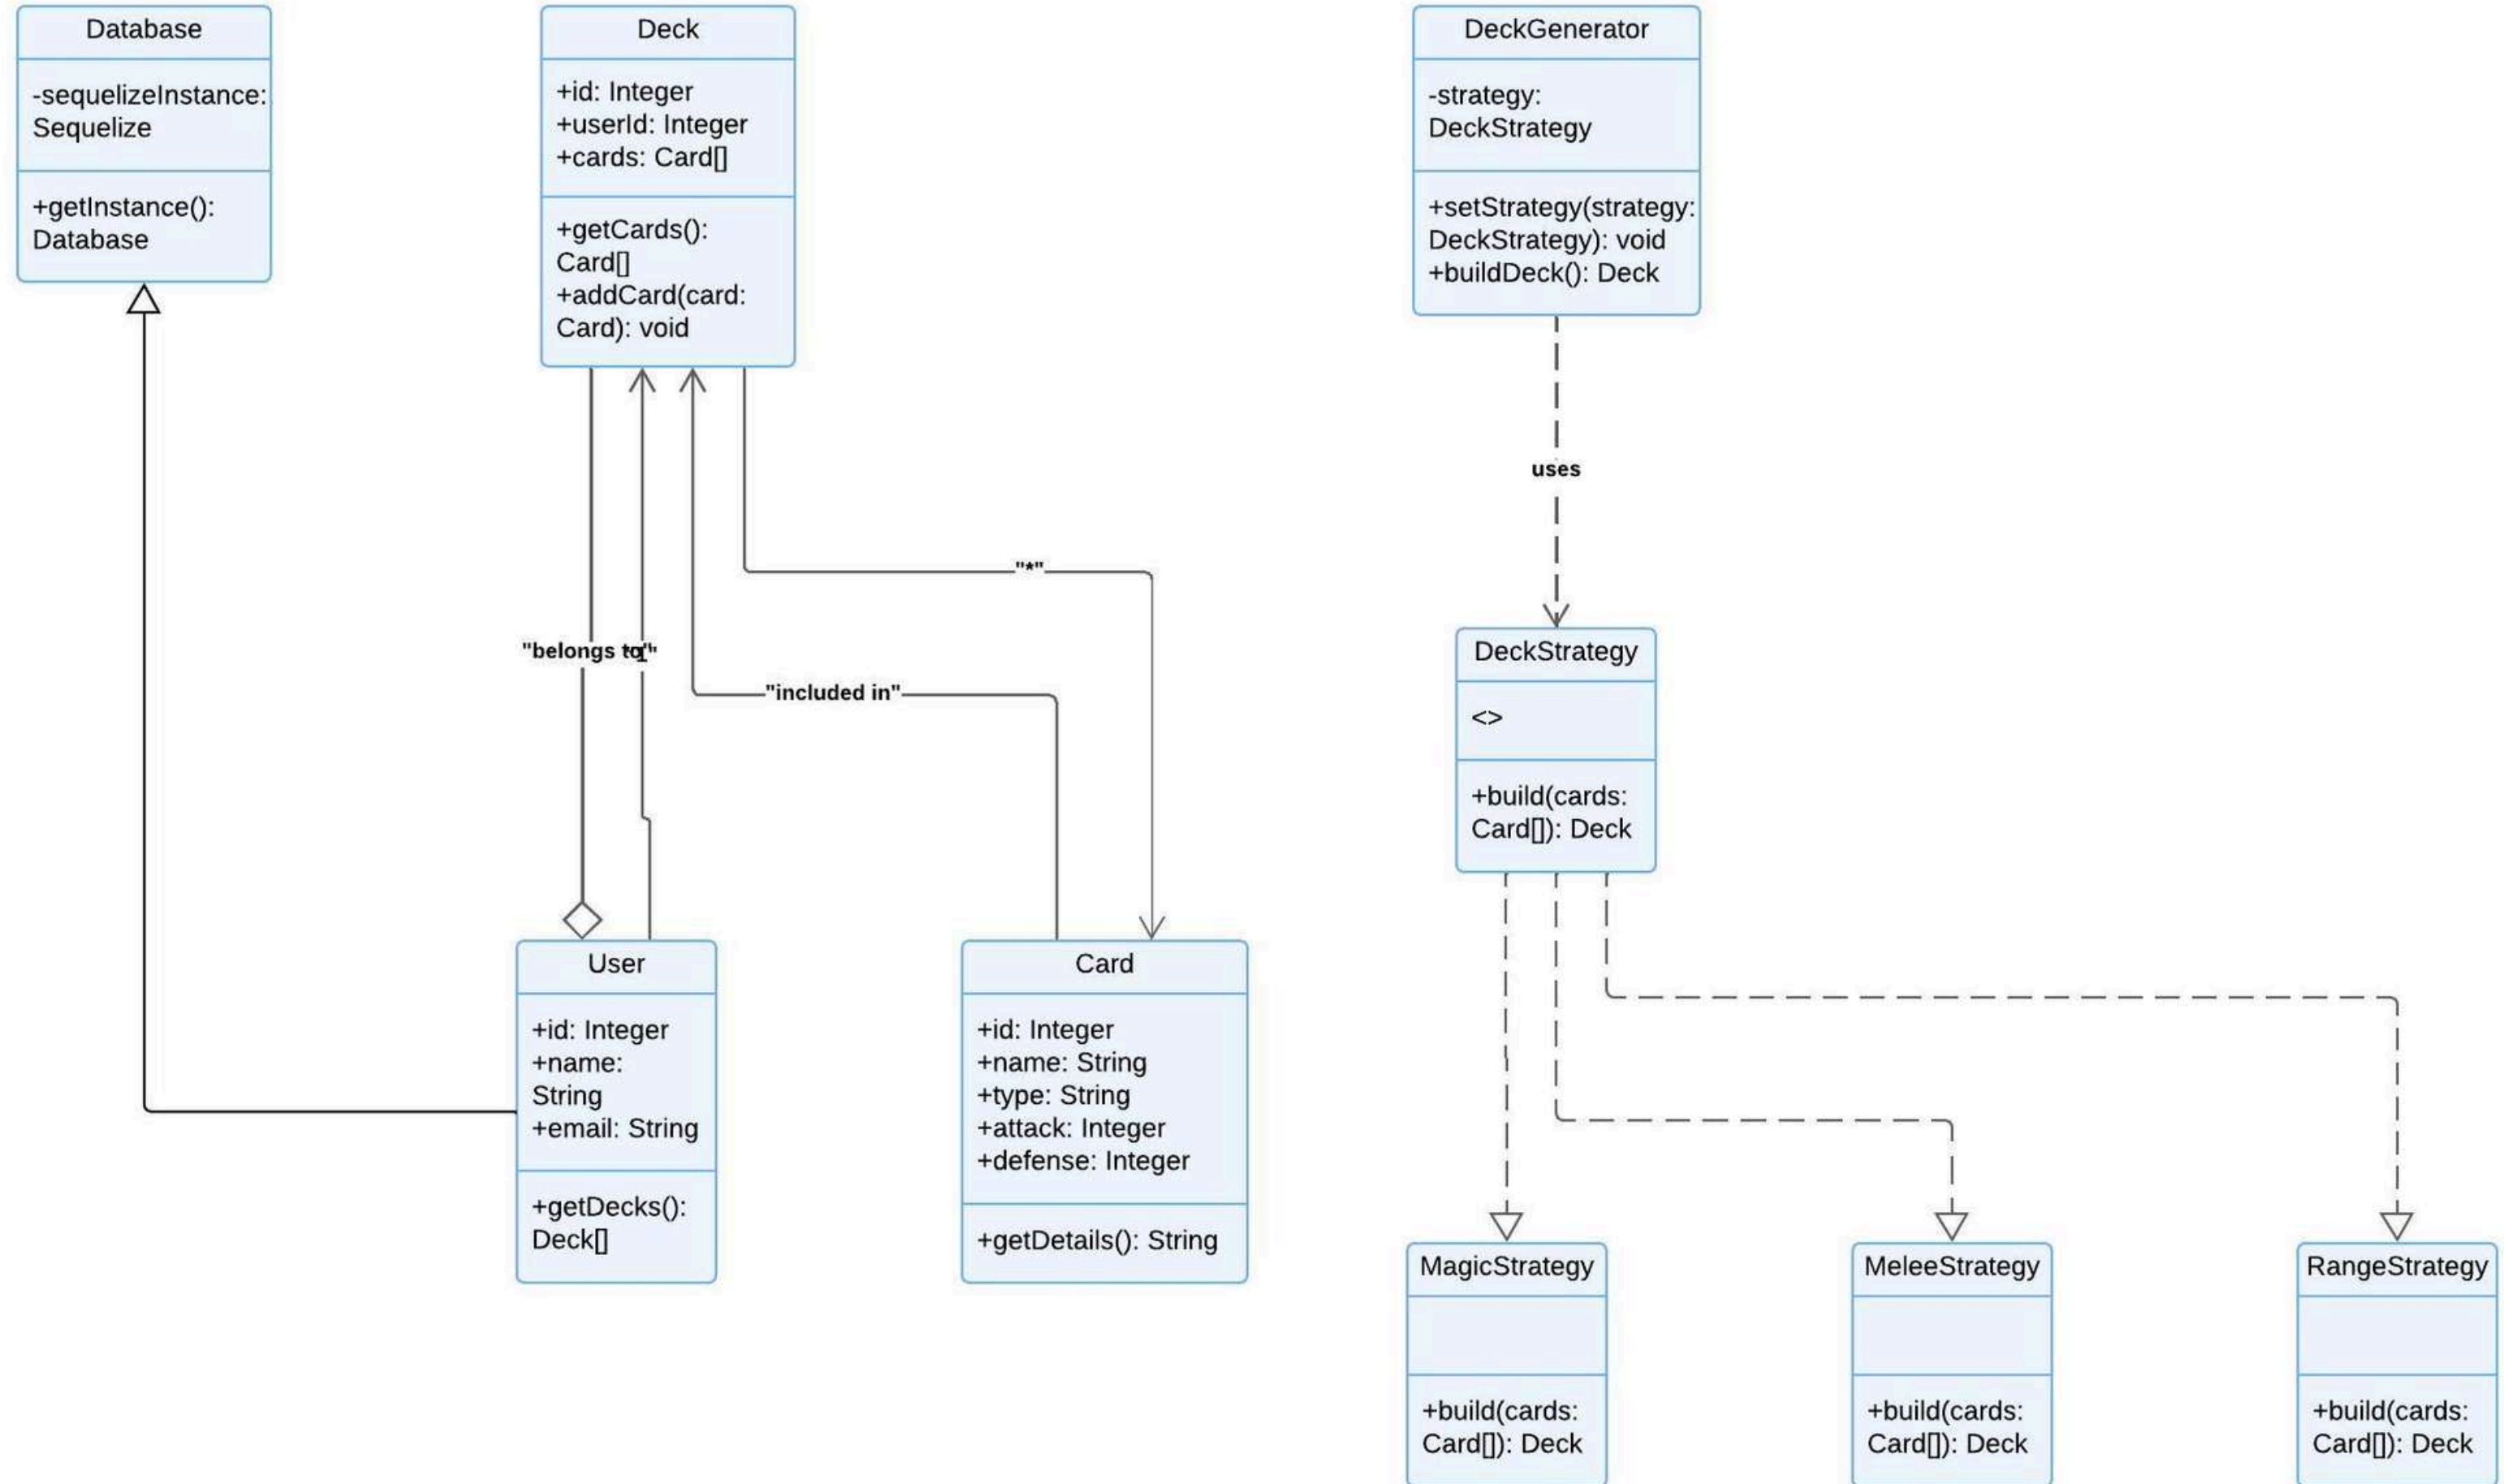 Database
-sequelizeInstance:
Sequelize
+getInstance():
Database
Deck
+id: Integer
+userId: Integer
+cards: Card[]
+getCards():
Card[]
+addCard(card:
Card): void
DeckGenerator
-strategy:
DeckStrategy
+setStrategy(strategy:
DeckStrategy): void
+buildDeck(): Deck
uses
"*"
"belongs to"
"1"
"included in"
DeckStrategy
<>
+build(cards:
Card[]): Deck
User
+id: Integer
+name:
String
+email: String
+getDecks():
Deck[]
Card
+id: Integer
+name: String
+type: String
+attack: Integer
+defense: Integer
+getDetails(): String
MagicStrategy
+build(cards:
Card[]): Deck
MeleeStrategy
+build(cards:
Card[]): Deck
RangeStrategy
+build(cards:
Card[]): Deck